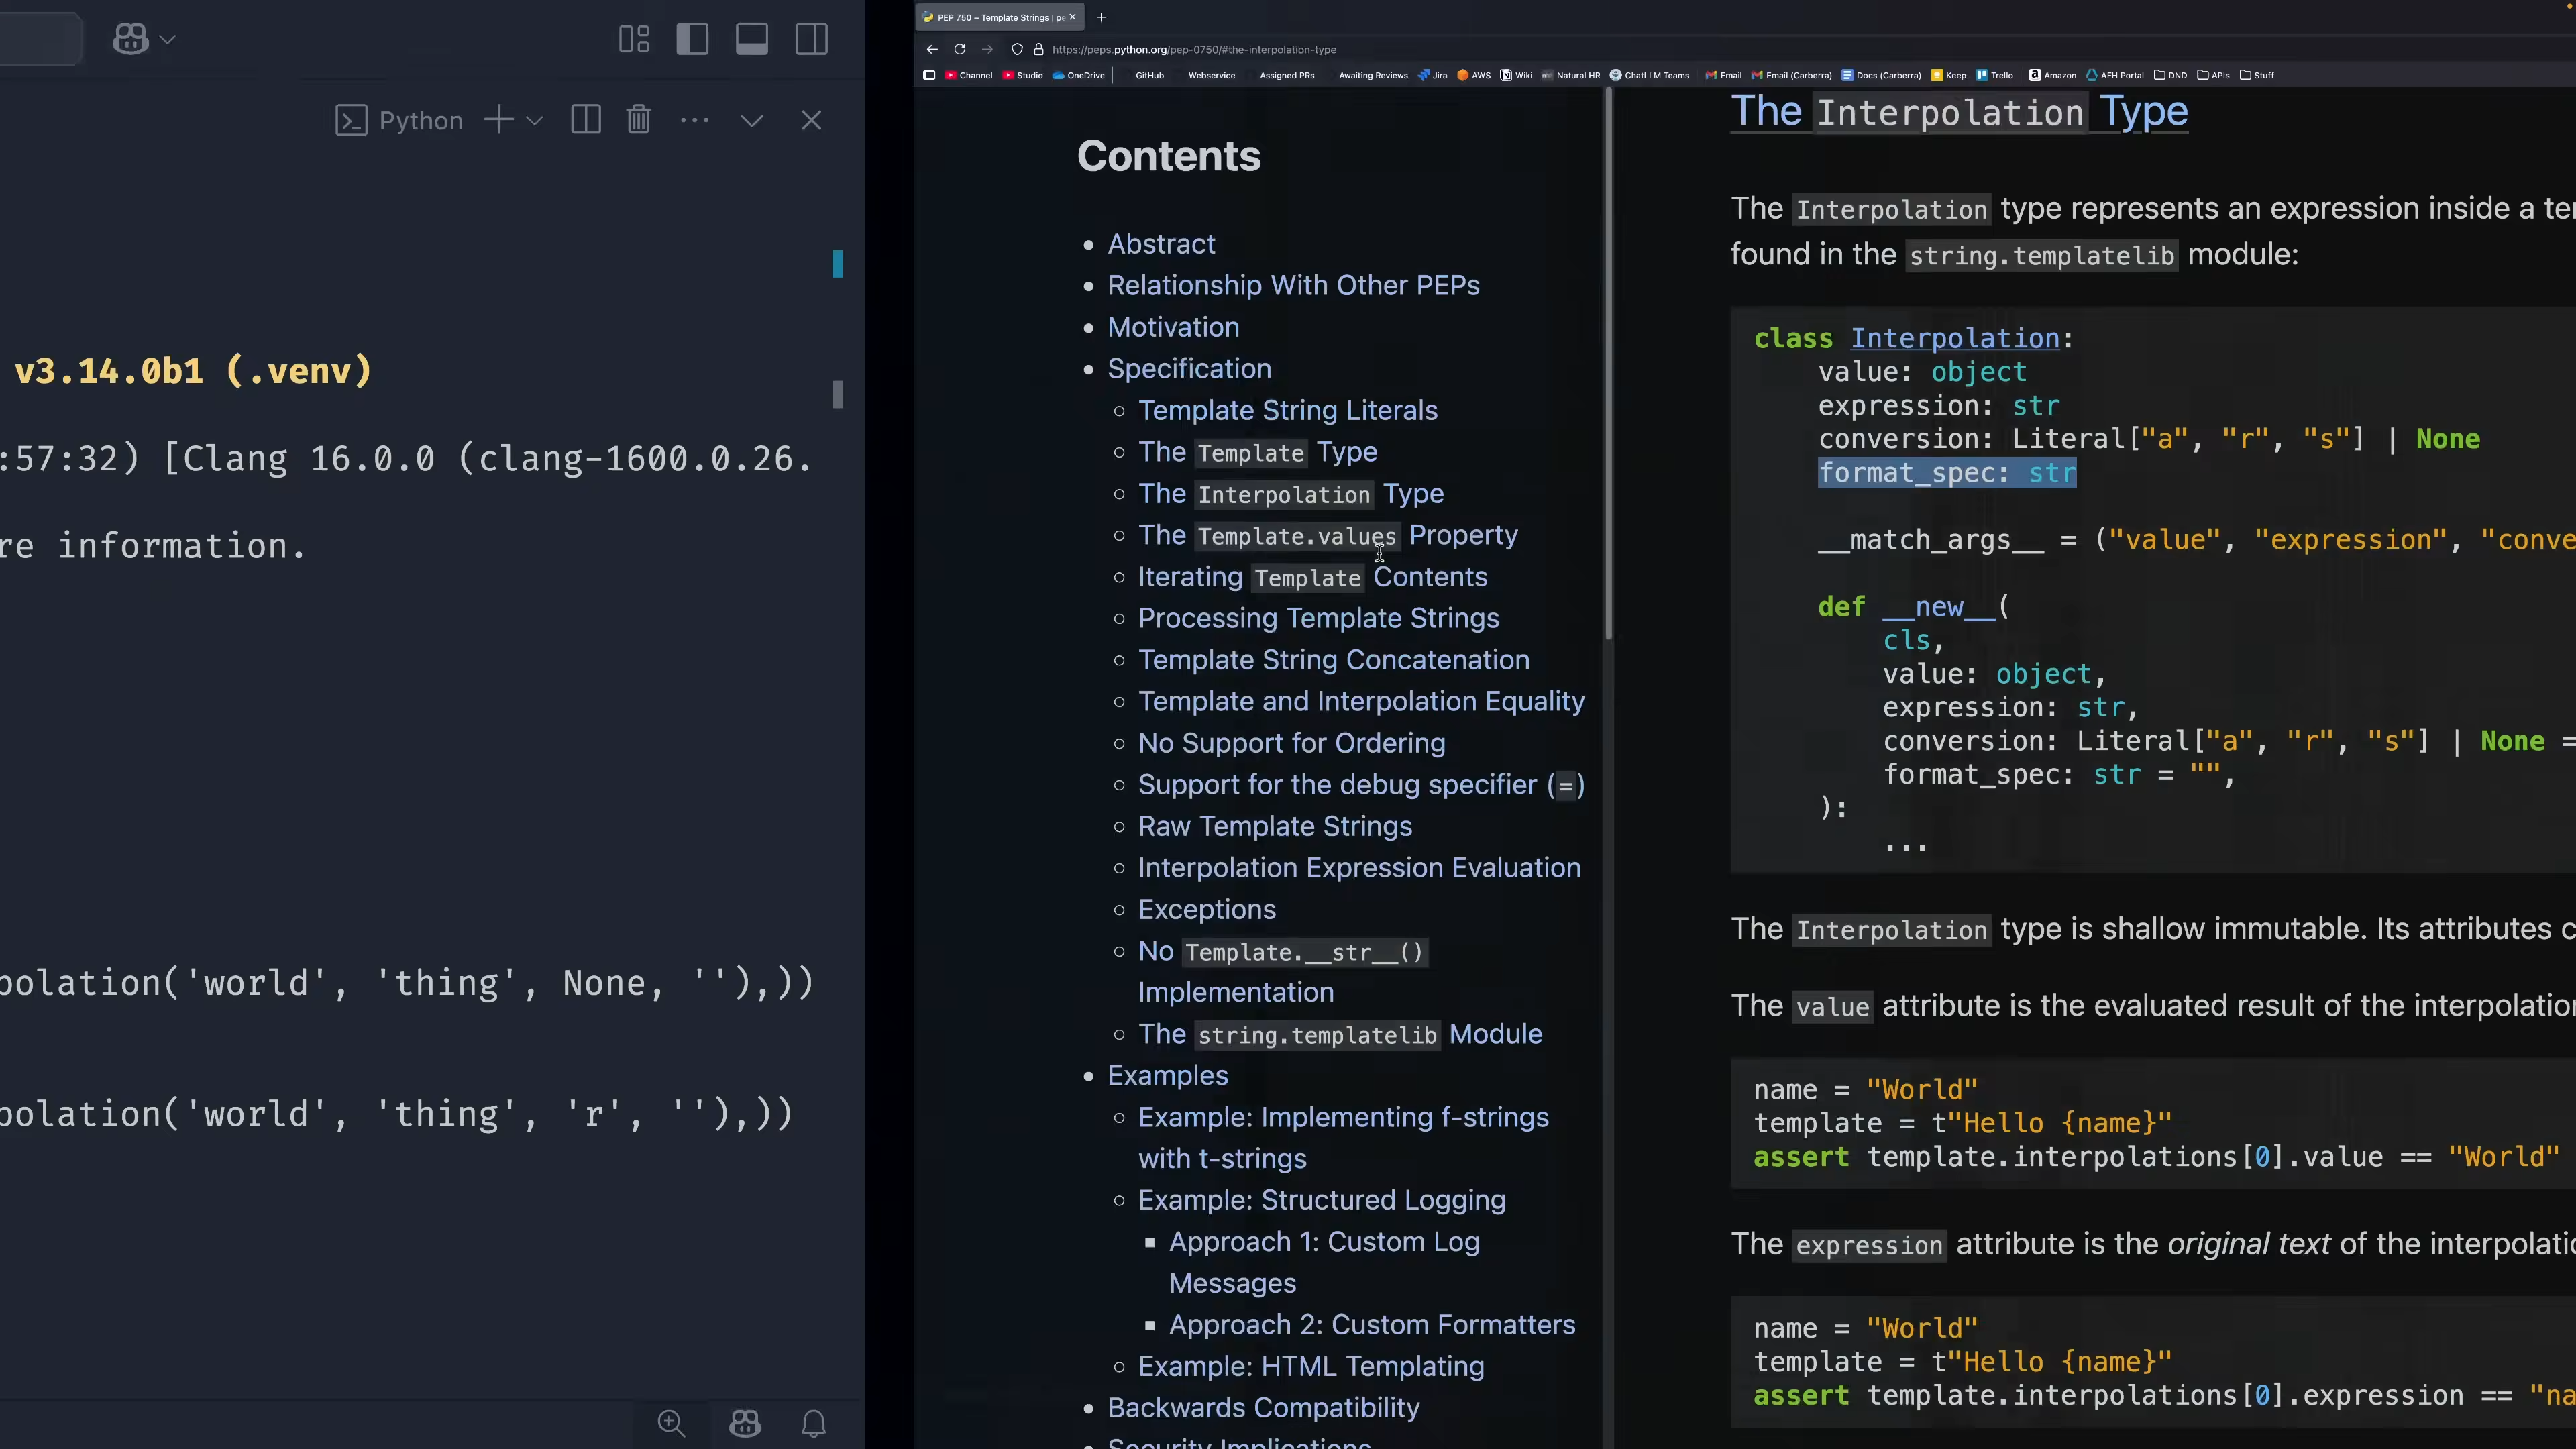 Python
v3.14.0b1 (.venv)
:57:32) [Clang 16.0.0 (clang-1600.0.26.
re information.
polation('world', 'thing', None, ''),))
polation('world', 'thing', 'r', ''),))
PEP 750 – Template Strings | pe
https://peps.python.org/pep-0750/#the-interpolation-type
Channel Studio OneDrive GitHub Webservice Assigned PRs Awaiting Reviews Jira AWS Wiki Natural HR ChatLLM Teams Email Email (Carberra) Docs (Carberra) Keep Trello Amazon AFH Portal DND APIs Stuff
Contents
Abstract
Relationship With Other PEPs
Motivation
Specification
Template String Literals
The Template Type
The Interpolation Type
The Template.values Property
Iterating Template Contents
Processing Template Strings
Template String Concatenation
Template and Interpolation Equality
No Support for Ordering
Support for the debug specifier (=)
Raw Template Strings
Interpolation Expression Evaluation
Exceptions
No Template.__str__()
Implementation
The string.templatelib Module
Examples
Example: Implementing f-strings
with t-strings
Example: Structured Logging
Approach 1: Custom Log
Messages
Approach 2: Custom Formatters
Example: HTML Templating
Backwards Compatibility
Security Implications
The Interpolation Type
The Interpolation type represents an expression inside a te
found in the string.templatelib module:
class Interpolation:
value: object
expression: str
conversion: Literal["a", "r", "s"] | None
format_spec: str
__match_args__ = ("value", "expression", "conve
def __new__(
cls,
value: object,
expression: str,
conversion: Literal["a", "r", "s"] | None =
format_spec: str = "",
):
...
The Interpolation type is shallow immutable. Its attributes c
The value attribute is the evaluated result of the interpolatio
name = "World"
template = t"Hello {name}"
assert template.interpolations[0].value == "World"
The expression attribute is the original text of the interpolati
name = "World"
template = t"Hello {name}"
assert template.interpolations[0].expression == "na